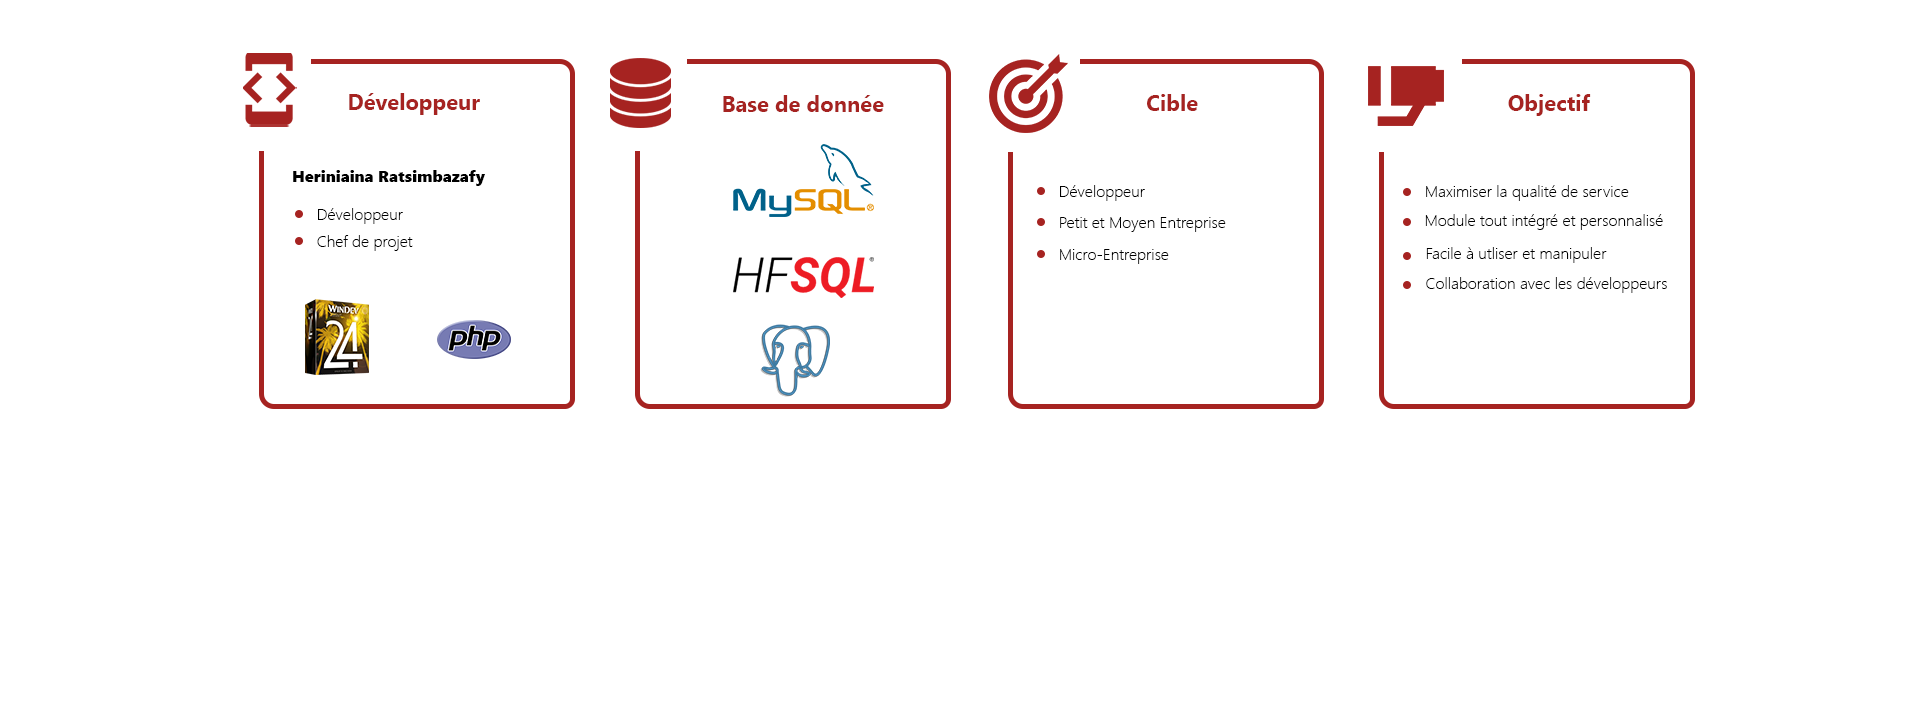 Développeur
Heriniaina Ratsimbazafy
Développeur
Chef de projet
WINDEV
24
php
Base de donnée
MySQL®
HFSQL®
Cible
Développeur
Petit et Moyen Entreprise
Micro-Entreprise
Objectif
Maximiser la qualité de service
Module tout intégré et personnalisé
Facile à utliser et manipuler
Collaboration avec les développeurs